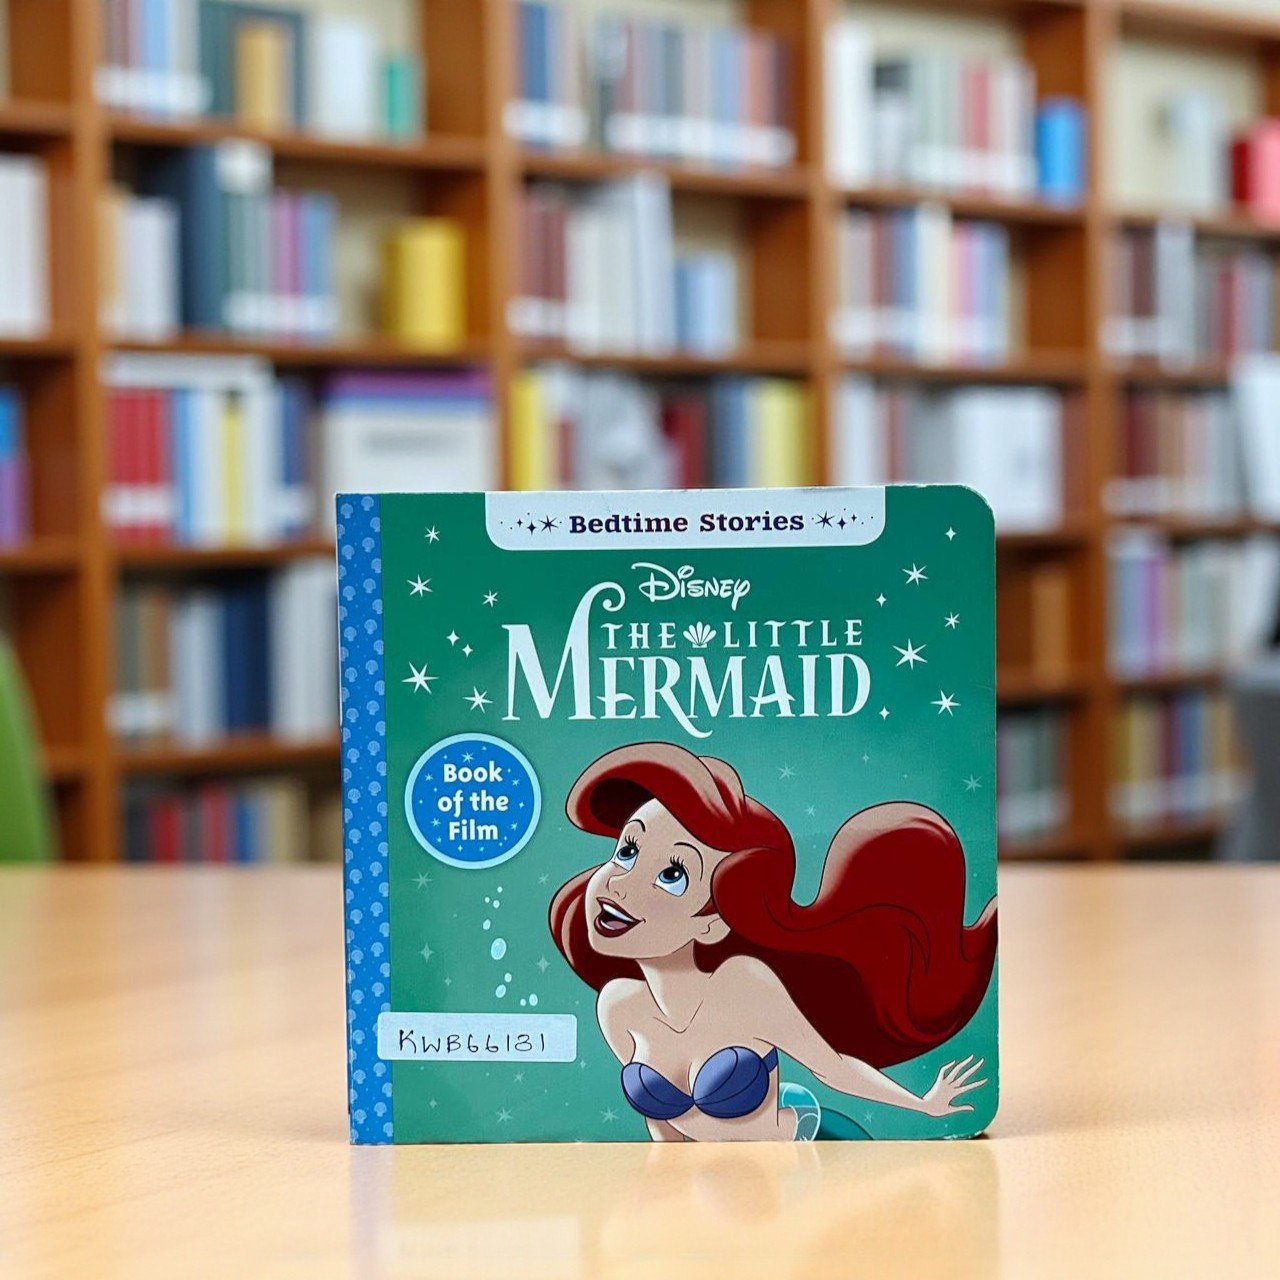 Bedtime Stories
Disney
THE LITTLE
MERMAID
Book
of the
Film
KWB66131